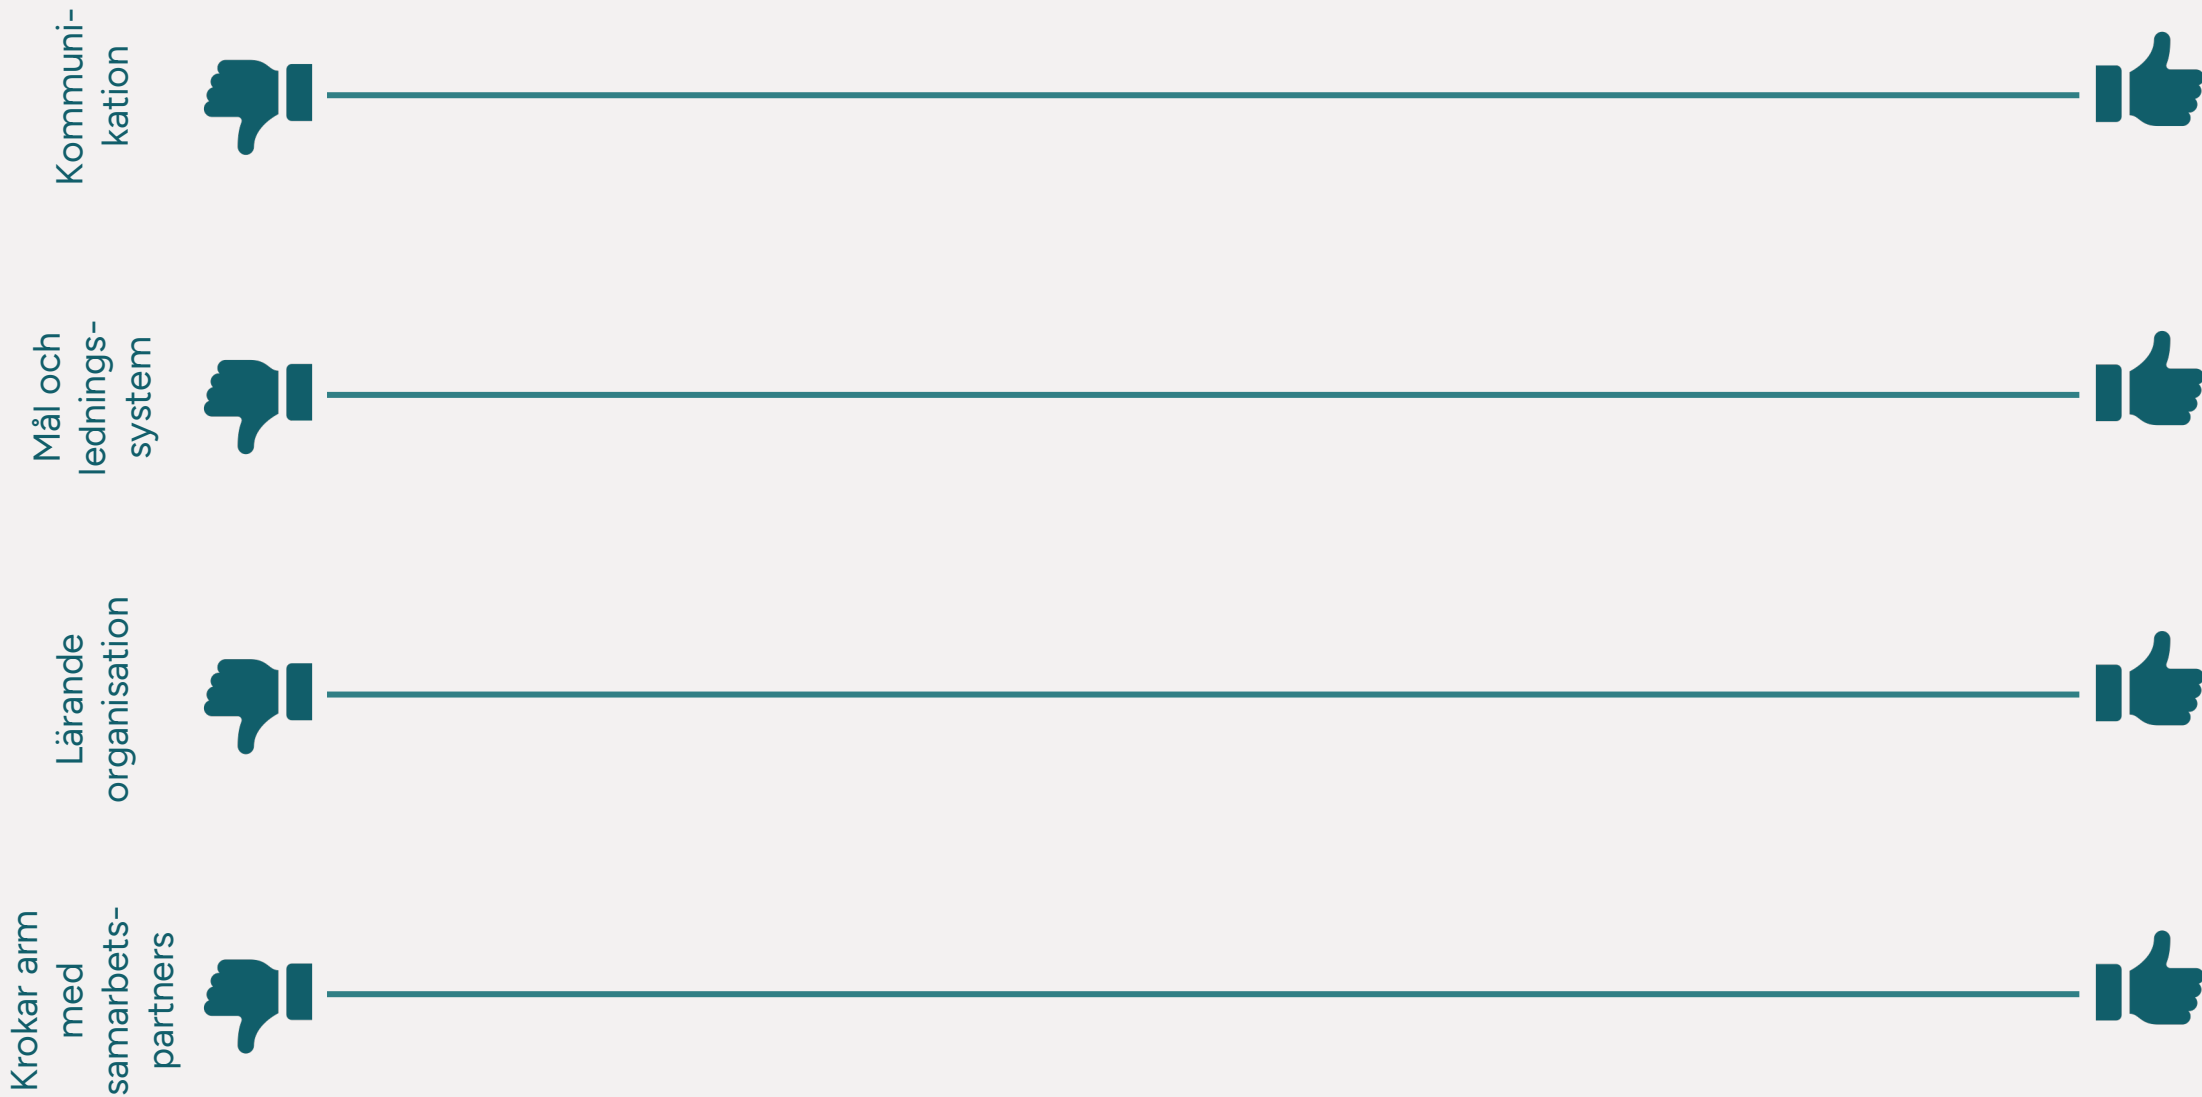 Kommuni-
kation
Mål och
lednings-
system
Lärande
organisation
Krokar arm
med
samarbets-
partners